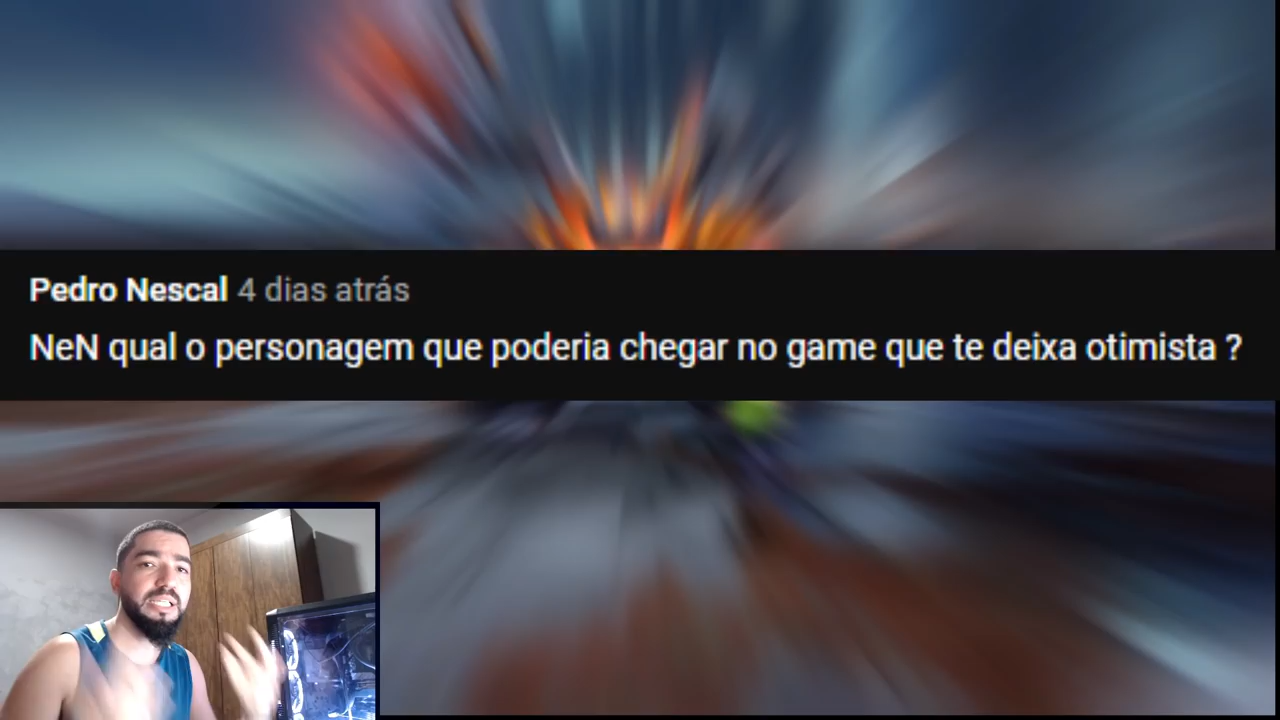 Pedro Nescal 4 dias atrás
NeN qual o personagem que poderia chegar no game que te deixa otimista ?